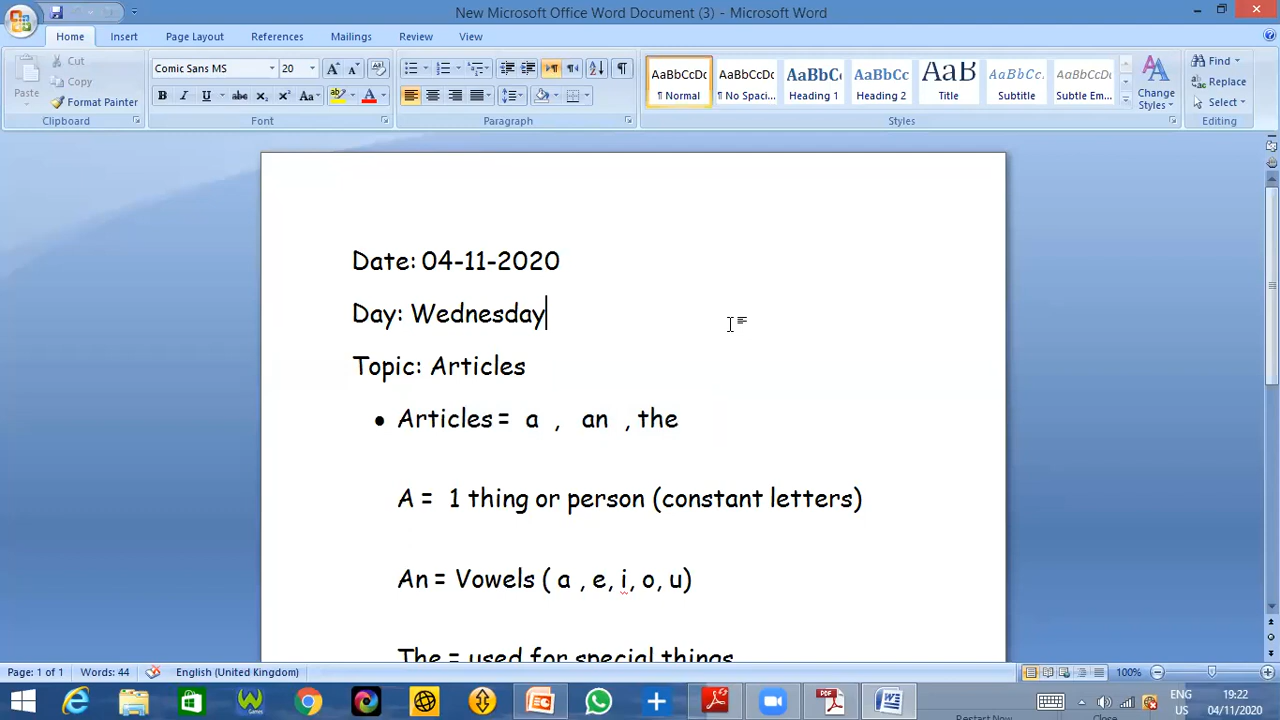 New Microsoft Office Word Document (3) - Microsoft Word
Home Insert Page Layout References Mailings Review View
Paste
Cut
Copy
Format Painter
Clipboard
Comic Sans MS 20
Font
Paragraph
AaBbCcDc AaBbCcDc AaBbC AaBbCc AaB AaBbCc AaBbCcDc
¶ Normal ¶ No Spaci... Heading 1 Heading 2 Title Subtitle Subtle Em...
Change Styles
Styles
Find
Replace
Select
Editing
Date: 04-11-2020
Day: Wednesday
Topic: Articles
• Articles = a , an , the
A = 1 thing or person (constant letters)
An = Vowels ( a , e, i, o, u)
The = used for special things
Page: 1 of 1 Words: 44 English (United Kingdom) 100%
ENG
US
19:22
04/11/2020
Restart Now Close